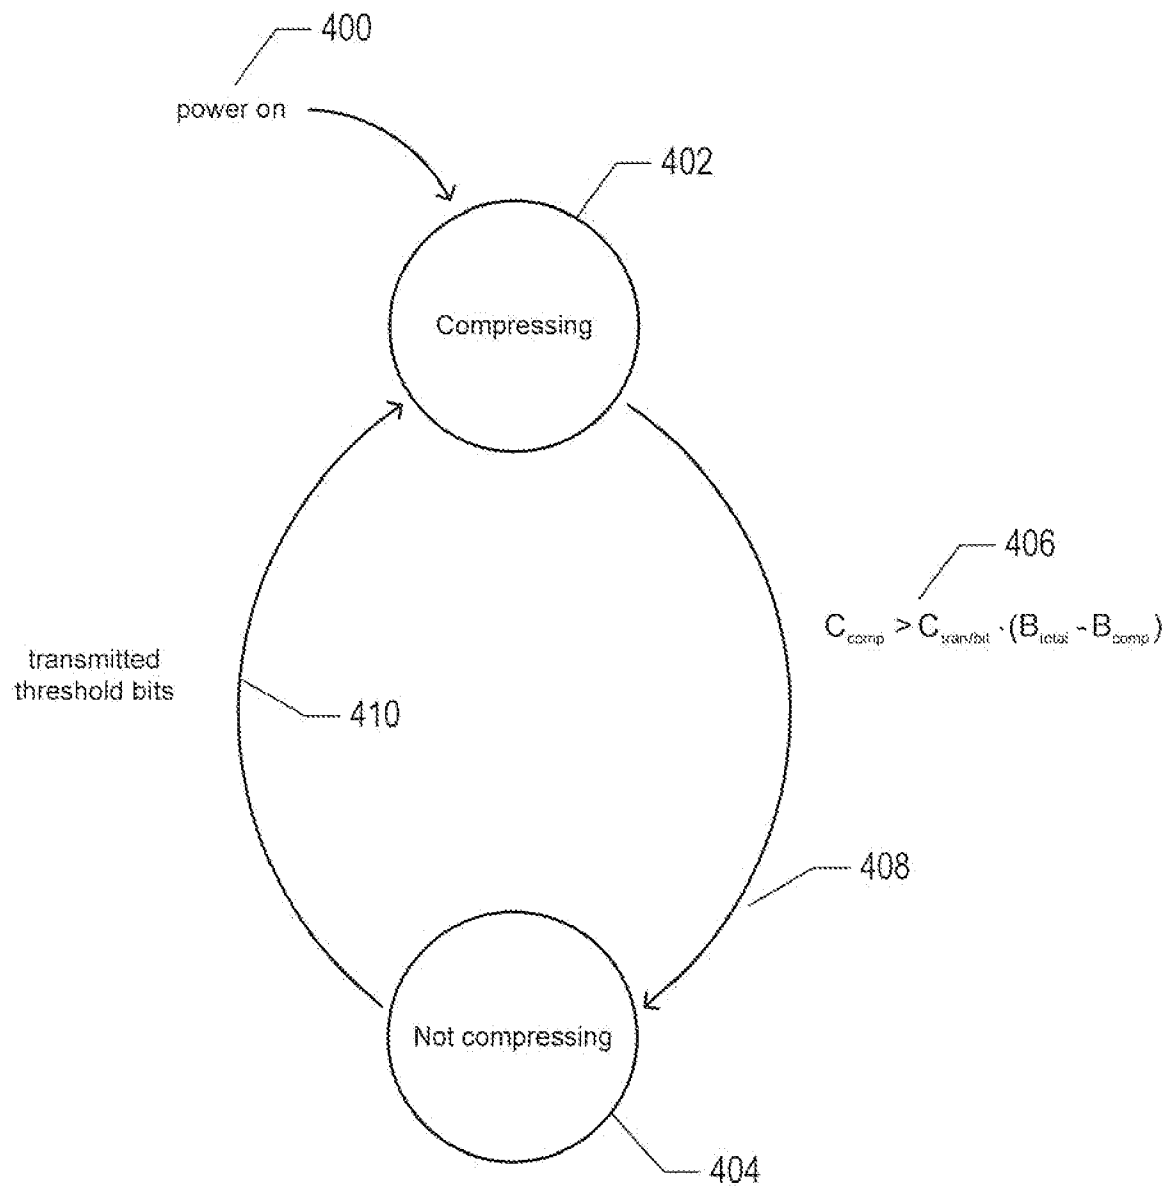 400
power on
402
Compressing
406
C_comp > C_tran/bit · (B_total - B_comp)
transmitted
threshold bits
410
408
Not compressing
404